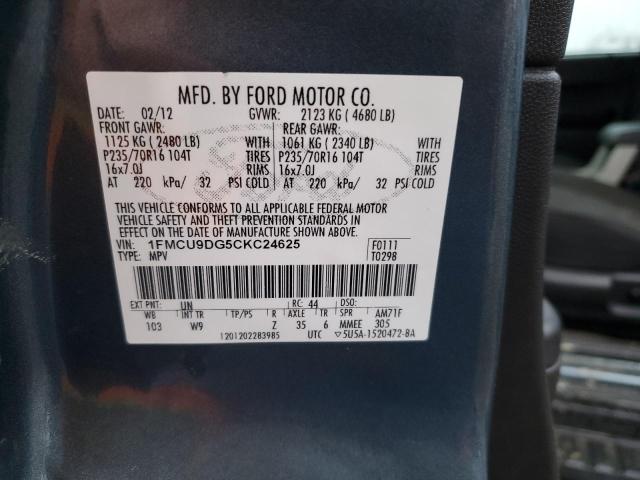 MFD. BY FORD MOTOR CO.
DATE: 02/12 GVWR: 2123 KG ( 4680 LB)
FRONT GAWR: REAR GAWR:
1125 KG ( 2480 LB) WITH 1061 KG ( 2340 LB) WITH
P235/70R16 104T TIRES P235/70R16 104T TIRES
16x7.0J RIMS 16x7.0J RIMS
AT 220 kPa/ 32 PSI COLD AT 220 kPa/ 32 PSI COLD
THIS VEHICLE CONFORMS TO ALL APPLICABLE FEDERAL MOTOR
VEHICLE SAFETY AND THEFT PREVENTION STANDARDS IN
EFFECT ON THE DATE OF MANUFACTURE SHOWN ABOVE.
VIN: 1FMCU9DG5CKC24625 F0111
TYPE: MPV T0298
EXT PNT: UN RC: 44 DSO:
WB INT TR TP/PS R AXLE TR SPR AM71F
103 W9 Z 35 6 MMEE 305
1201202283985 UTC ▽5U5A-1520472-BA